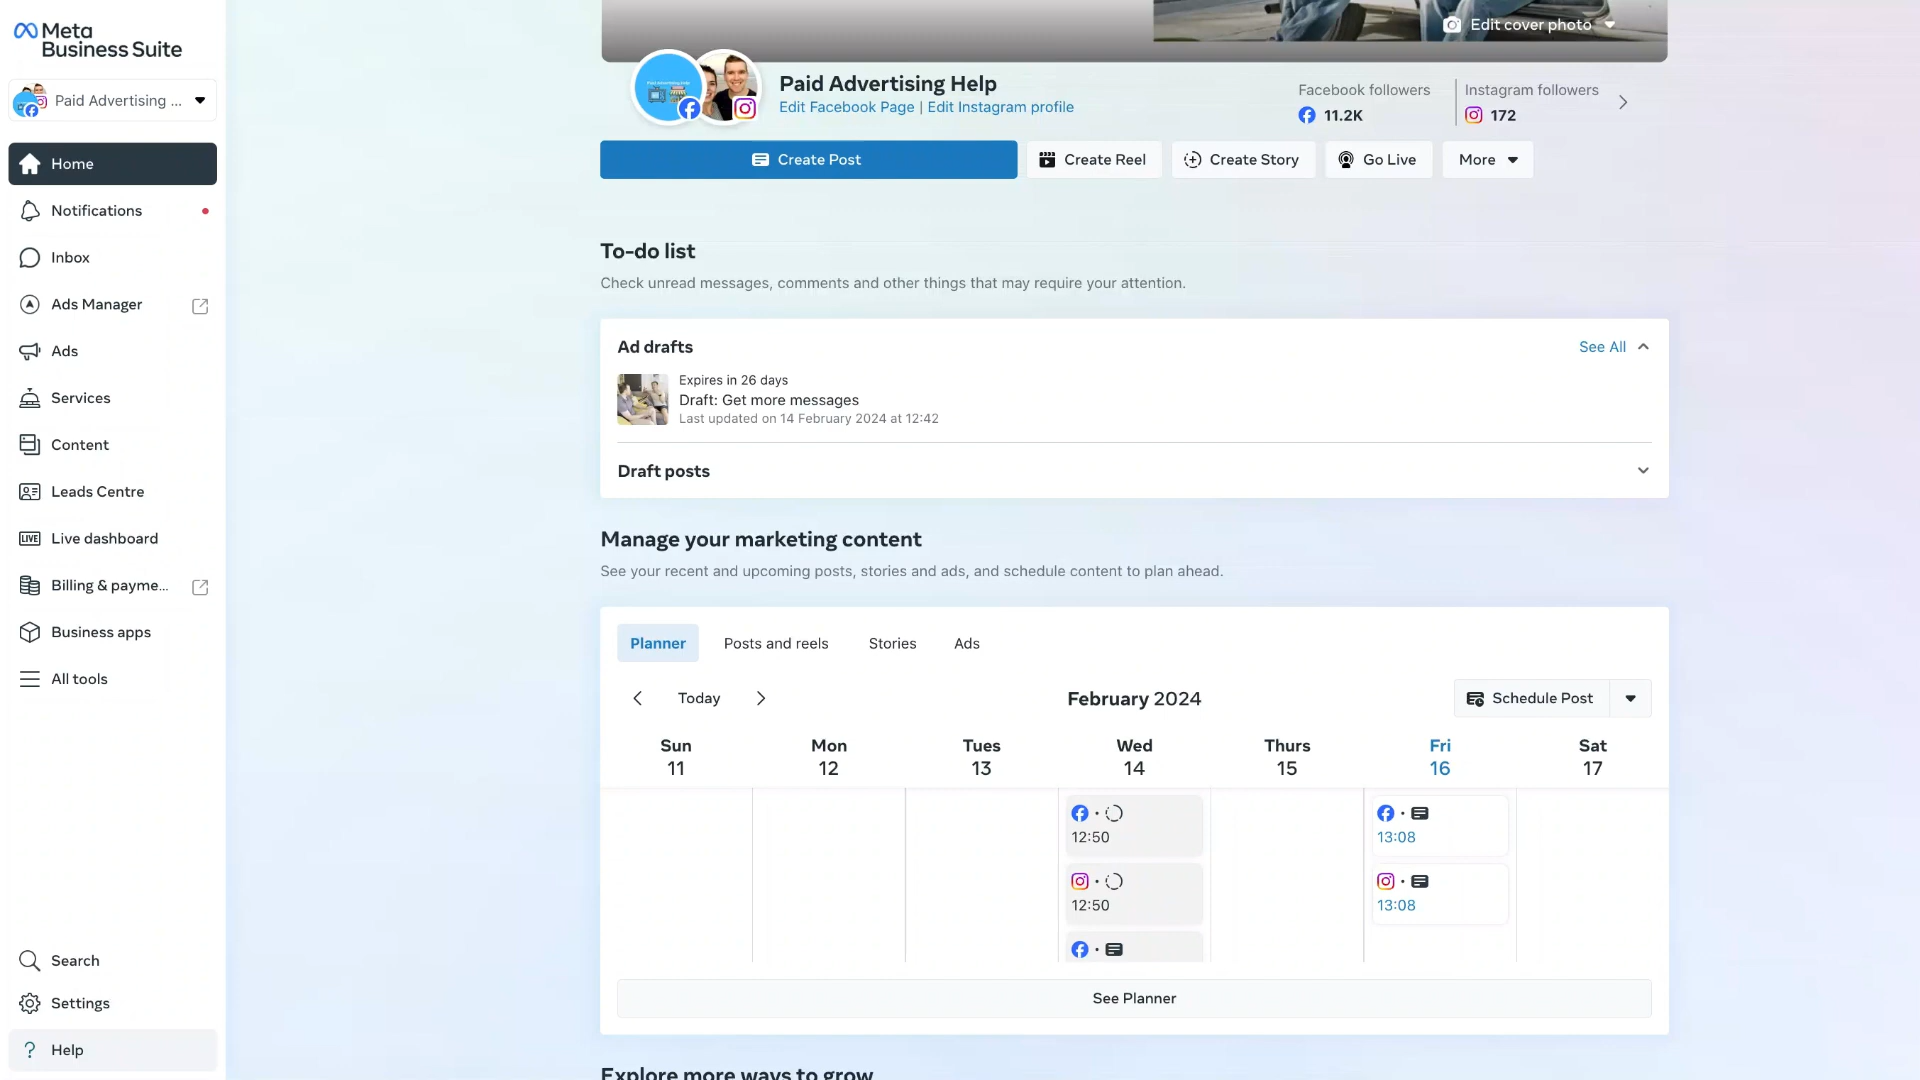 Meta
Business Suite
Paid Advertising ...
Home
Notifications
Inbox
Ads Manager
Ads
Services
Content
Leads Centre
LIVE Live dashboard
Billing & payme...
Business apps
All tools
Search
Settings
? Help
Edit cover photo
Paid Advertising Help
Edit Facebook Page | Edit Instagram profile
Facebook followers
11.2K
Instagram followers
172
Create Post
Create Reel
Create Story
Go Live
More
To-do list
Check unread messages, comments and other things that may require your attention.
Ad drafts
See All
Expires in 26 days
Draft: Get more messages
Last updated on 14 February 2024 at 12:42
Draft posts
Manage your marketing content
See your recent and upcoming posts, stories and ads, and schedule content to plan ahead.
Planner
Posts and reels
Stories
Ads
Today
February 2024
Schedule Post
Sun
11
Mon
12
Tues
13
Wed
14
Thurs
15
Fri
16
Sat
17
12:50
12:50
13:08
13:08
See Planner
Explore more ways to grow